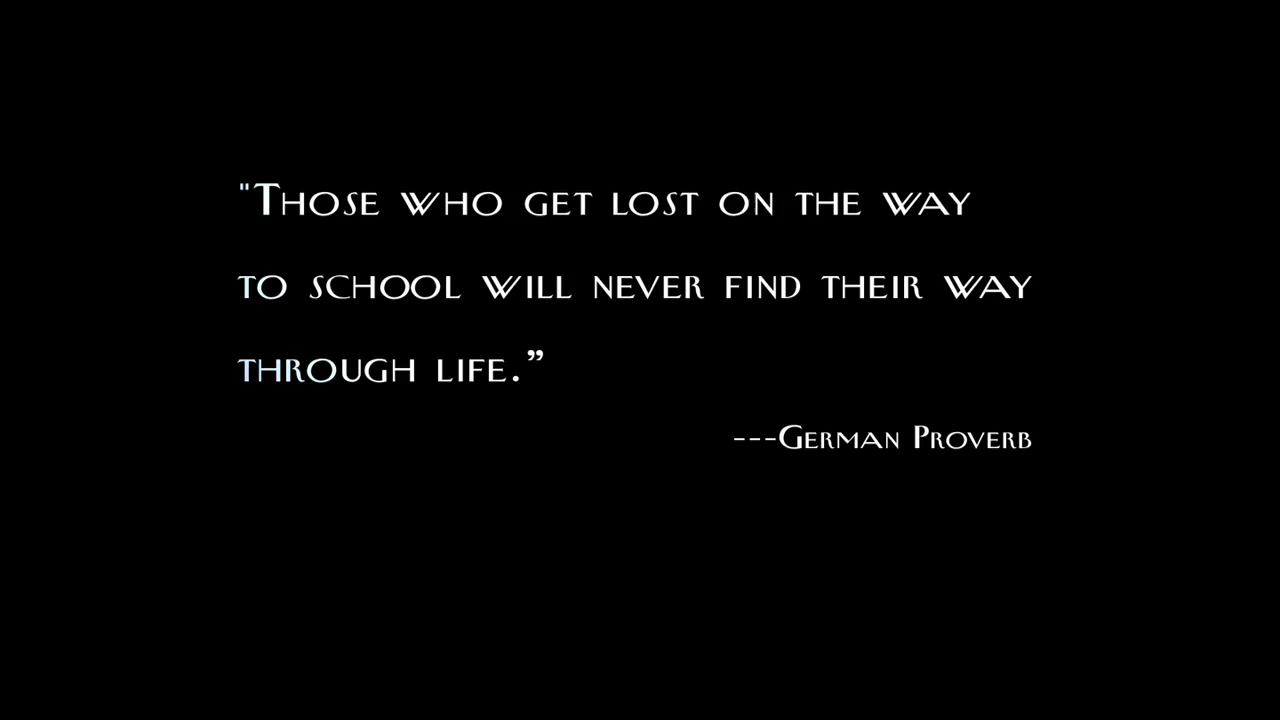 "Those who get lost on the way
to school will never find their way
through life.”
---German Proverb